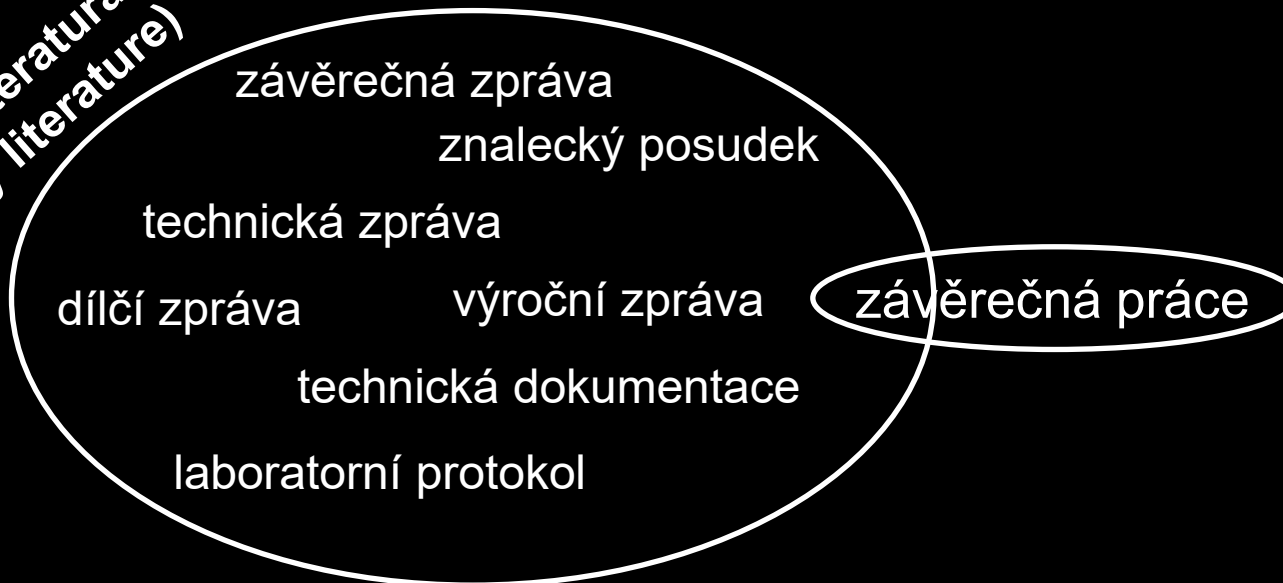 literature)
závěrečná zpráva
znalecký posudek
technická zpráva
dílčí zpráva
výroční zpráva
závěrečná práce
technická dokumentace
laboratorní protokol